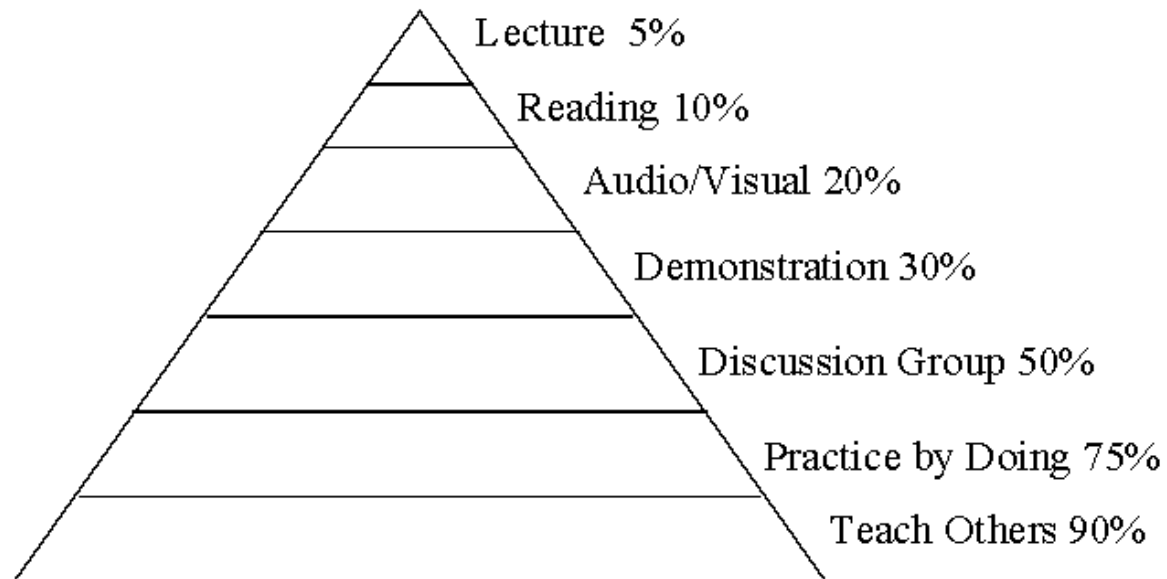 Lecture 5%
Reading 10%
Audio/Visual 20%
Demonstration 30%
Discussion Group 50%
Practice by Doing 75%
Teach Others 90%